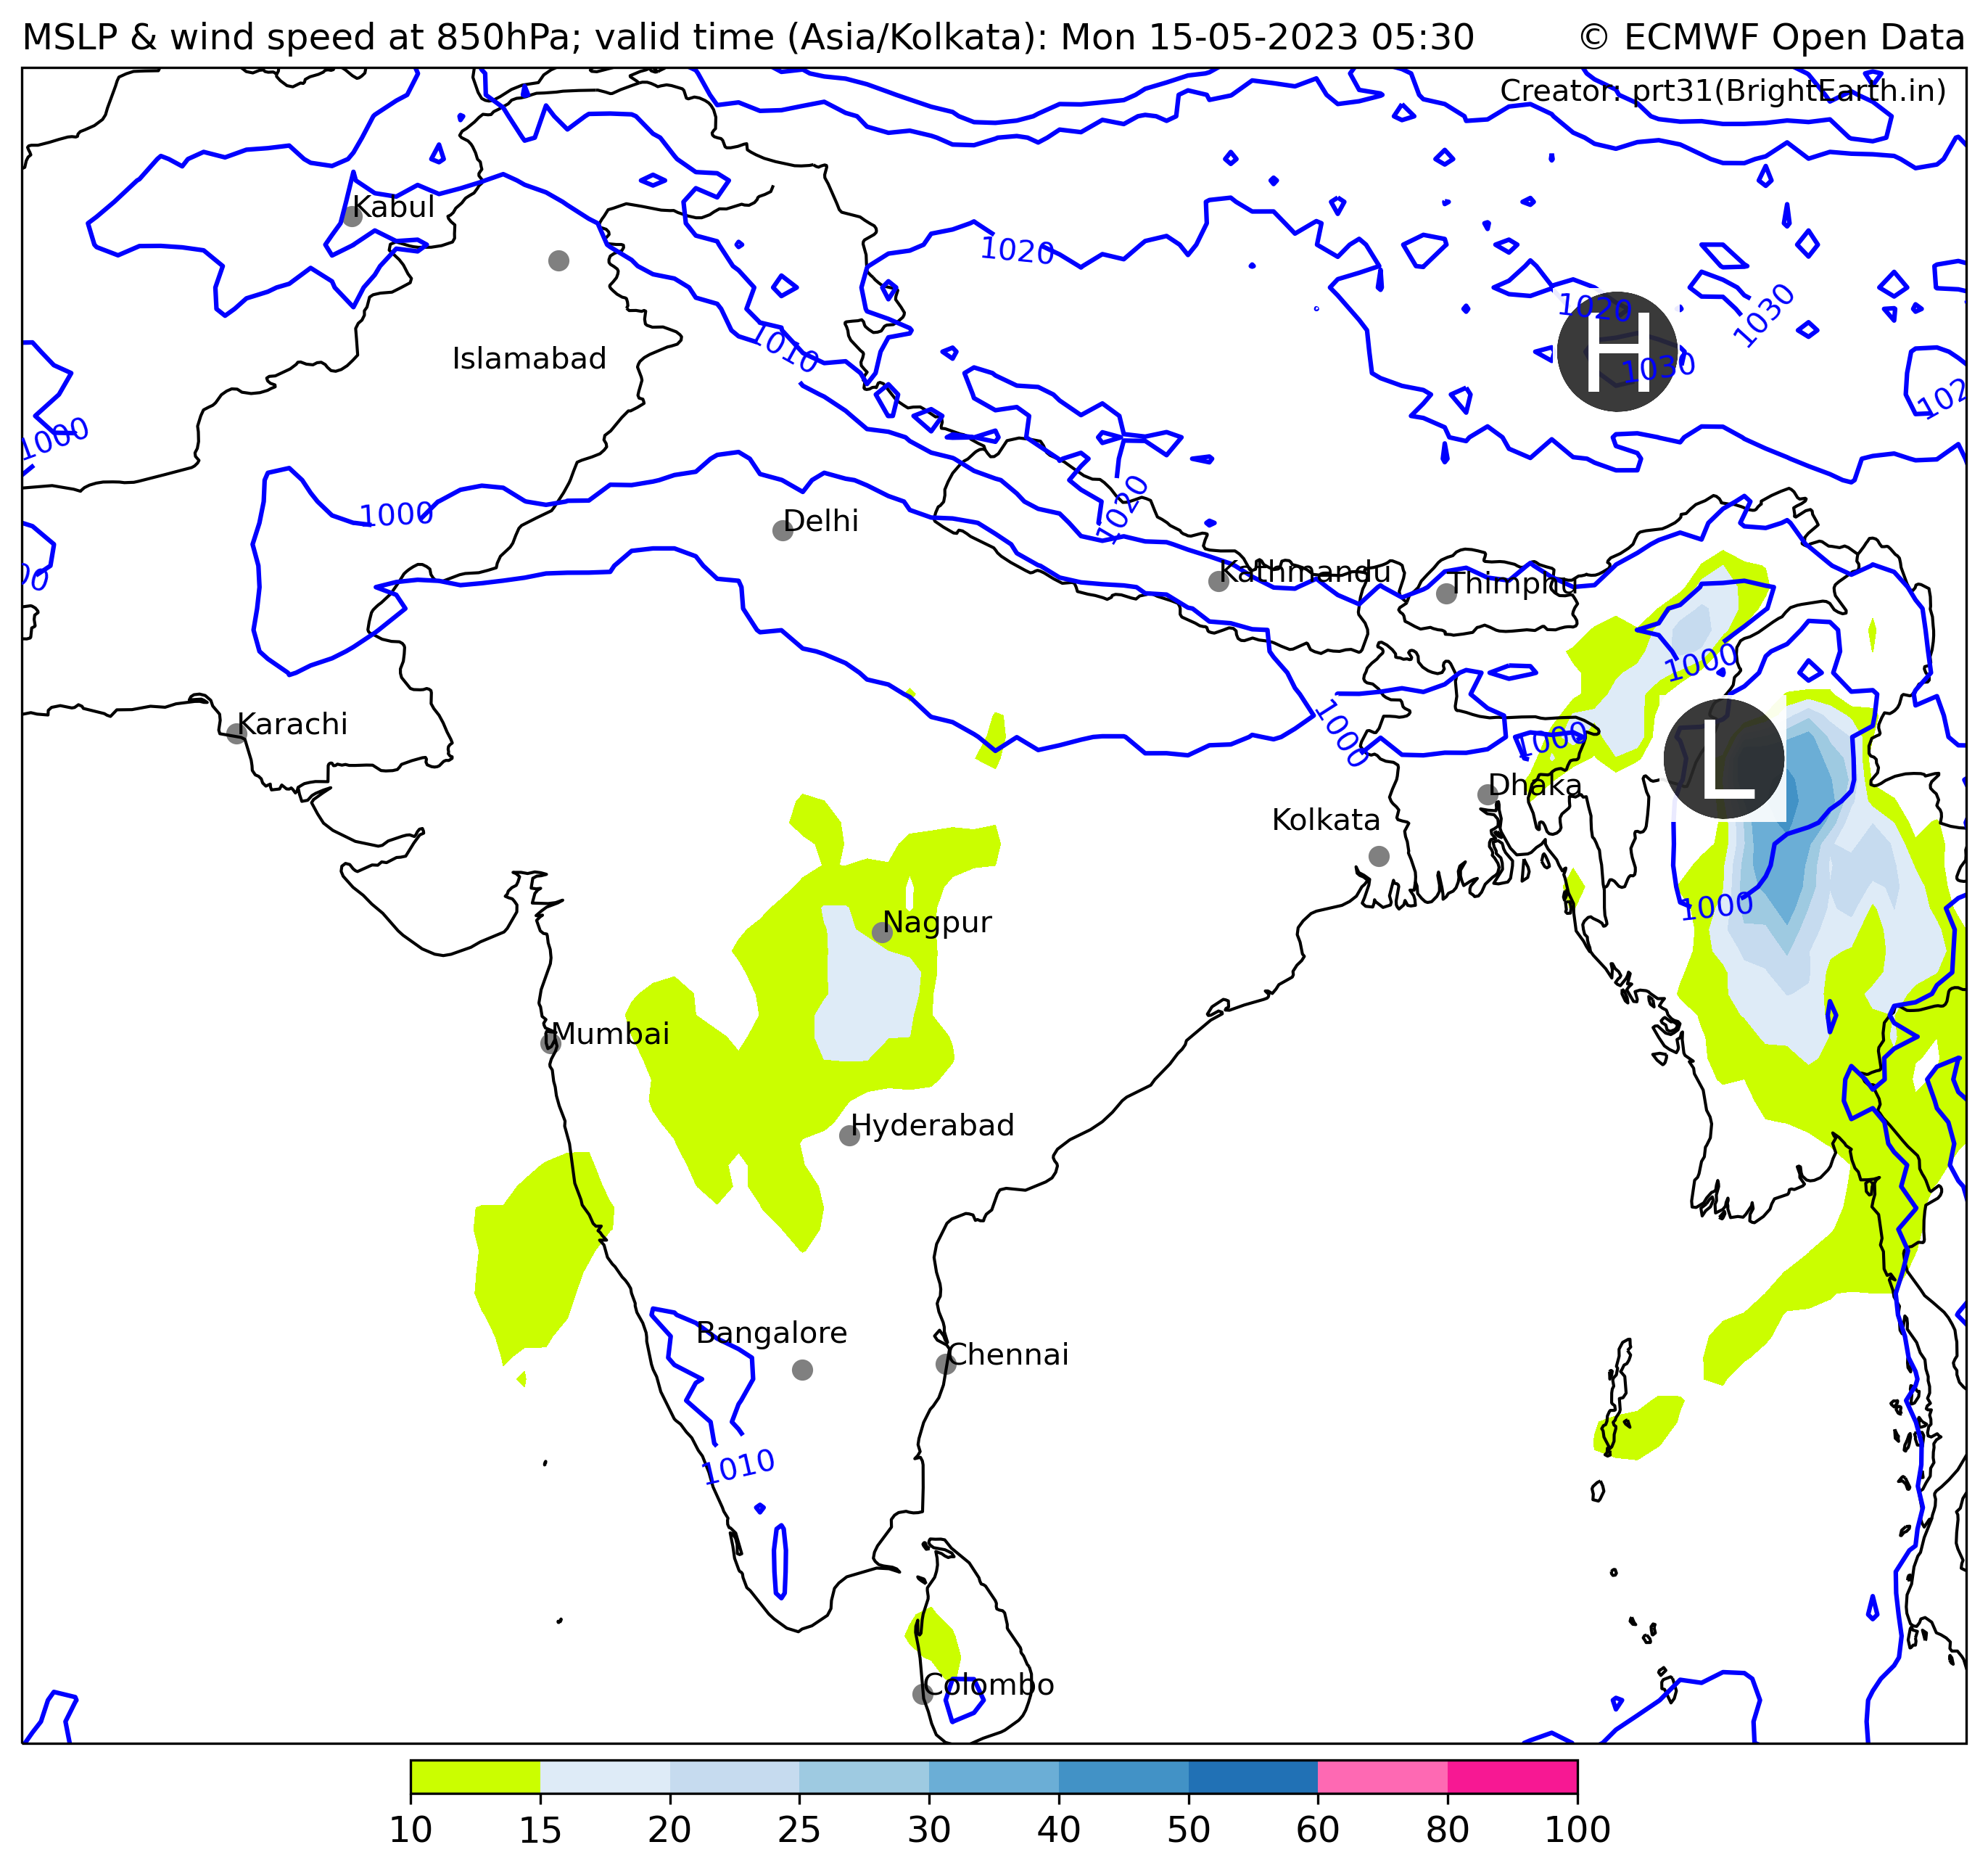 MSLP & wind speed at 850hPa; valid time (Asia/Kolkata): Mon 15-05-2023 05:30
© ECMWF Open Data
Creator: prt31(BrightEarth.in)
Kabul
1020
1020
H
1030
1030
Islamabad
1010
1020
1000
1000
Delhi
1020
Kathmandu
Thimphu
1000
Karachi
1000
1000
L
Dhaka
Kolkata
1000
Nagpur
Mumbai
Hyderabad
Bangalore
Chennai
1010
Colombo
10 15 20 25 30 40 50 60 80 100